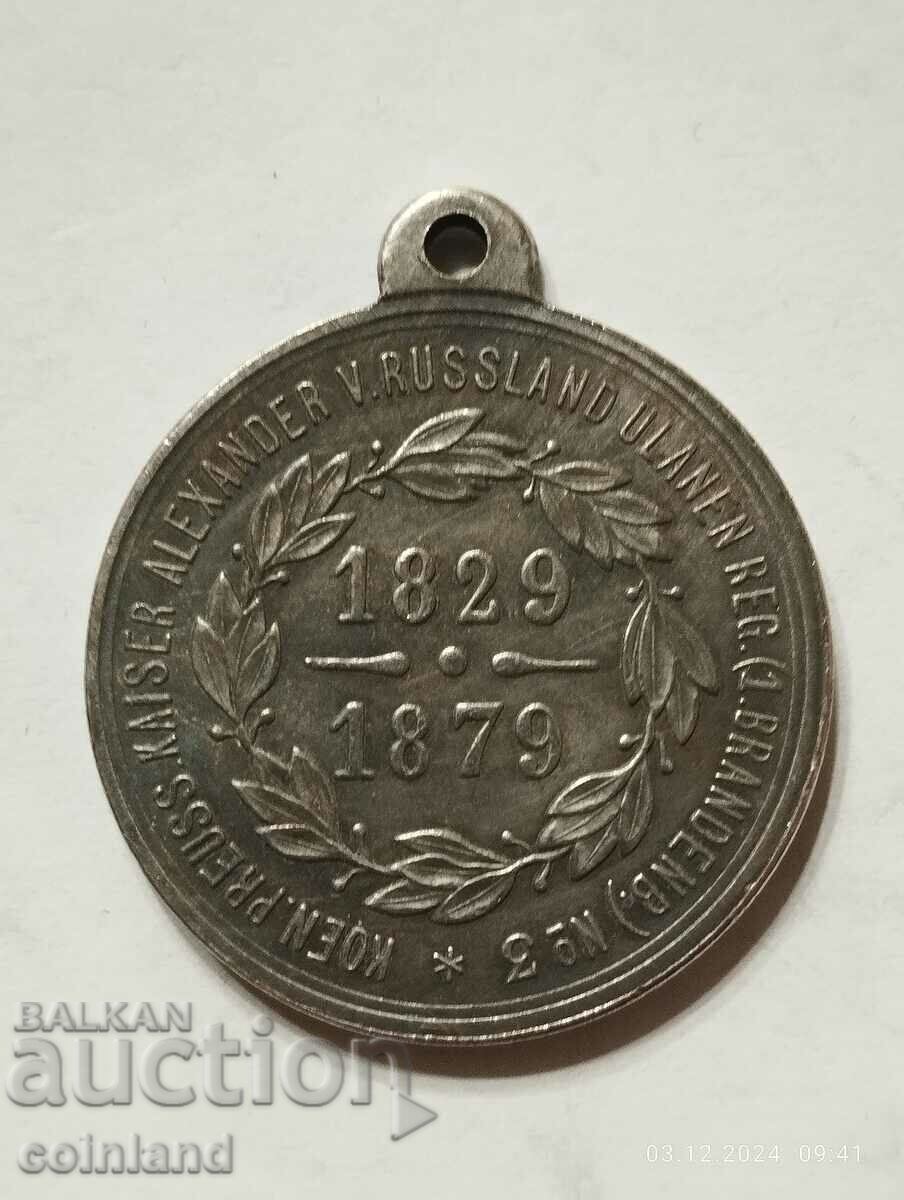 KOEN. PREUSS. KAISER ALEXANDER V. RUSSLAND ULANEN REG. (1. BRANDENB.) No 3 *
1829
1879
BALKAN
auction
coinland
03.12.2024 09:41